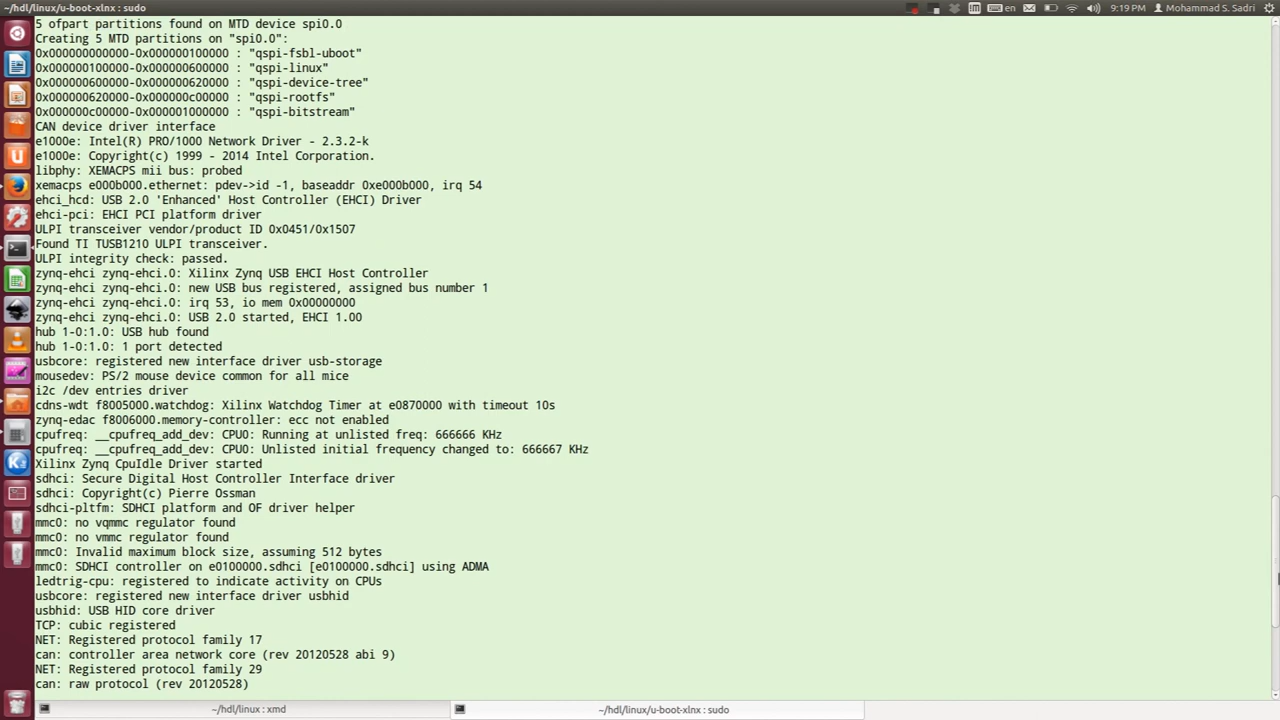 ~/hdl/linux/u-boot-xlnx : sudo
en
9:19 PM
Mohammad S. Sadri
5 ofpart partitions found on MTD device spi0.0
Creating 5 MTD partitions on "spi0.0":
0x000000000000-0x000000100000 : "qspi-fsbl-uboot"
0x000000100000-0x000000600000 : "qspi-linux"
0x000000600000-0x000000620000 : "qspi-device-tree"
0x000000620000-0x000000c00000 : "qspi-rootfs"
0x000000c00000-0x000001000000 : "qspi-bitstream"
CAN device driver interface
e1000e: Intel(R) PRO/1000 Network Driver - 2.3.2-k
e1000e: Copyright(c) 1999 - 2014 Intel Corporation.
libphy: XEMACPS mii bus: probed
xemacps e000b000.ethernet: pdev->id -1, baseaddr 0xe000b000, irq 54
ehci_hcd: USB 2.0 'Enhanced' Host Controller (EHCI) Driver
ehci-pci: EHCI PCI platform driver
ULPI transceiver vendor/product ID 0x0451/0x1507
Found TI TUSB1210 ULPI transceiver.
ULPI integrity check: passed.
zynq-ehci zynq-ehci.0: Xilinx Zynq USB EHCI Host Controller
zynq-ehci zynq-ehci.0: new USB bus registered, assigned bus number 1
zynq-ehci zynq-ehci.0: irq 53, io mem 0x00000000
zynq-ehci zynq-ehci.0: USB 2.0 started, EHCI 1.00
hub 1-0:1.0: USB hub found
hub 1-0:1.0: 1 port detected
usbcore: registered new interface driver usb-storage
mousedev: PS/2 mouse device common for all mice
i2c /dev entries driver
cdns-wdt f8005000.watchdog: Xilinx Watchdog Timer at e0870000 with timeout 10s
zynq-edac f8006000.memory-controller: ecc not enabled
cpufreq: __cpufreq_add_dev: CPU0: Running at unlisted freq: 666666 KHz
cpufreq: __cpufreq_add_dev: CPU0: Unlisted initial frequency changed to: 666667 KHz
Xilinx Zynq CpuIdle Driver started
sdhci: Secure Digital Host Controller Interface driver
sdhci: Copyright(c) Pierre Ossman
sdhci-pltfm: SDHCI platform and OF driver helper
mmc0: no vqmmc regulator found
mmc0: no vmmc regulator found
mmc0: Invalid maximum block size, assuming 512 bytes
mmc0: SDHCI controller on e0100000.sdhci [e0100000.sdhci] using ADMA
ledtrig-cpu: registered to indicate activity on CPUs
usbcore: registered new interface driver usbhid
usbhid: USB HID core driver
TCP: cubic registered
NET: Registered protocol family 17
can: controller area network core (rev 20120528 abi 9)
NET: Registered protocol family 29
can: raw protocol (rev 20120528)
~/hdl/linux : xmd
~/hdl/linux/u-boot-xlnx : sudo